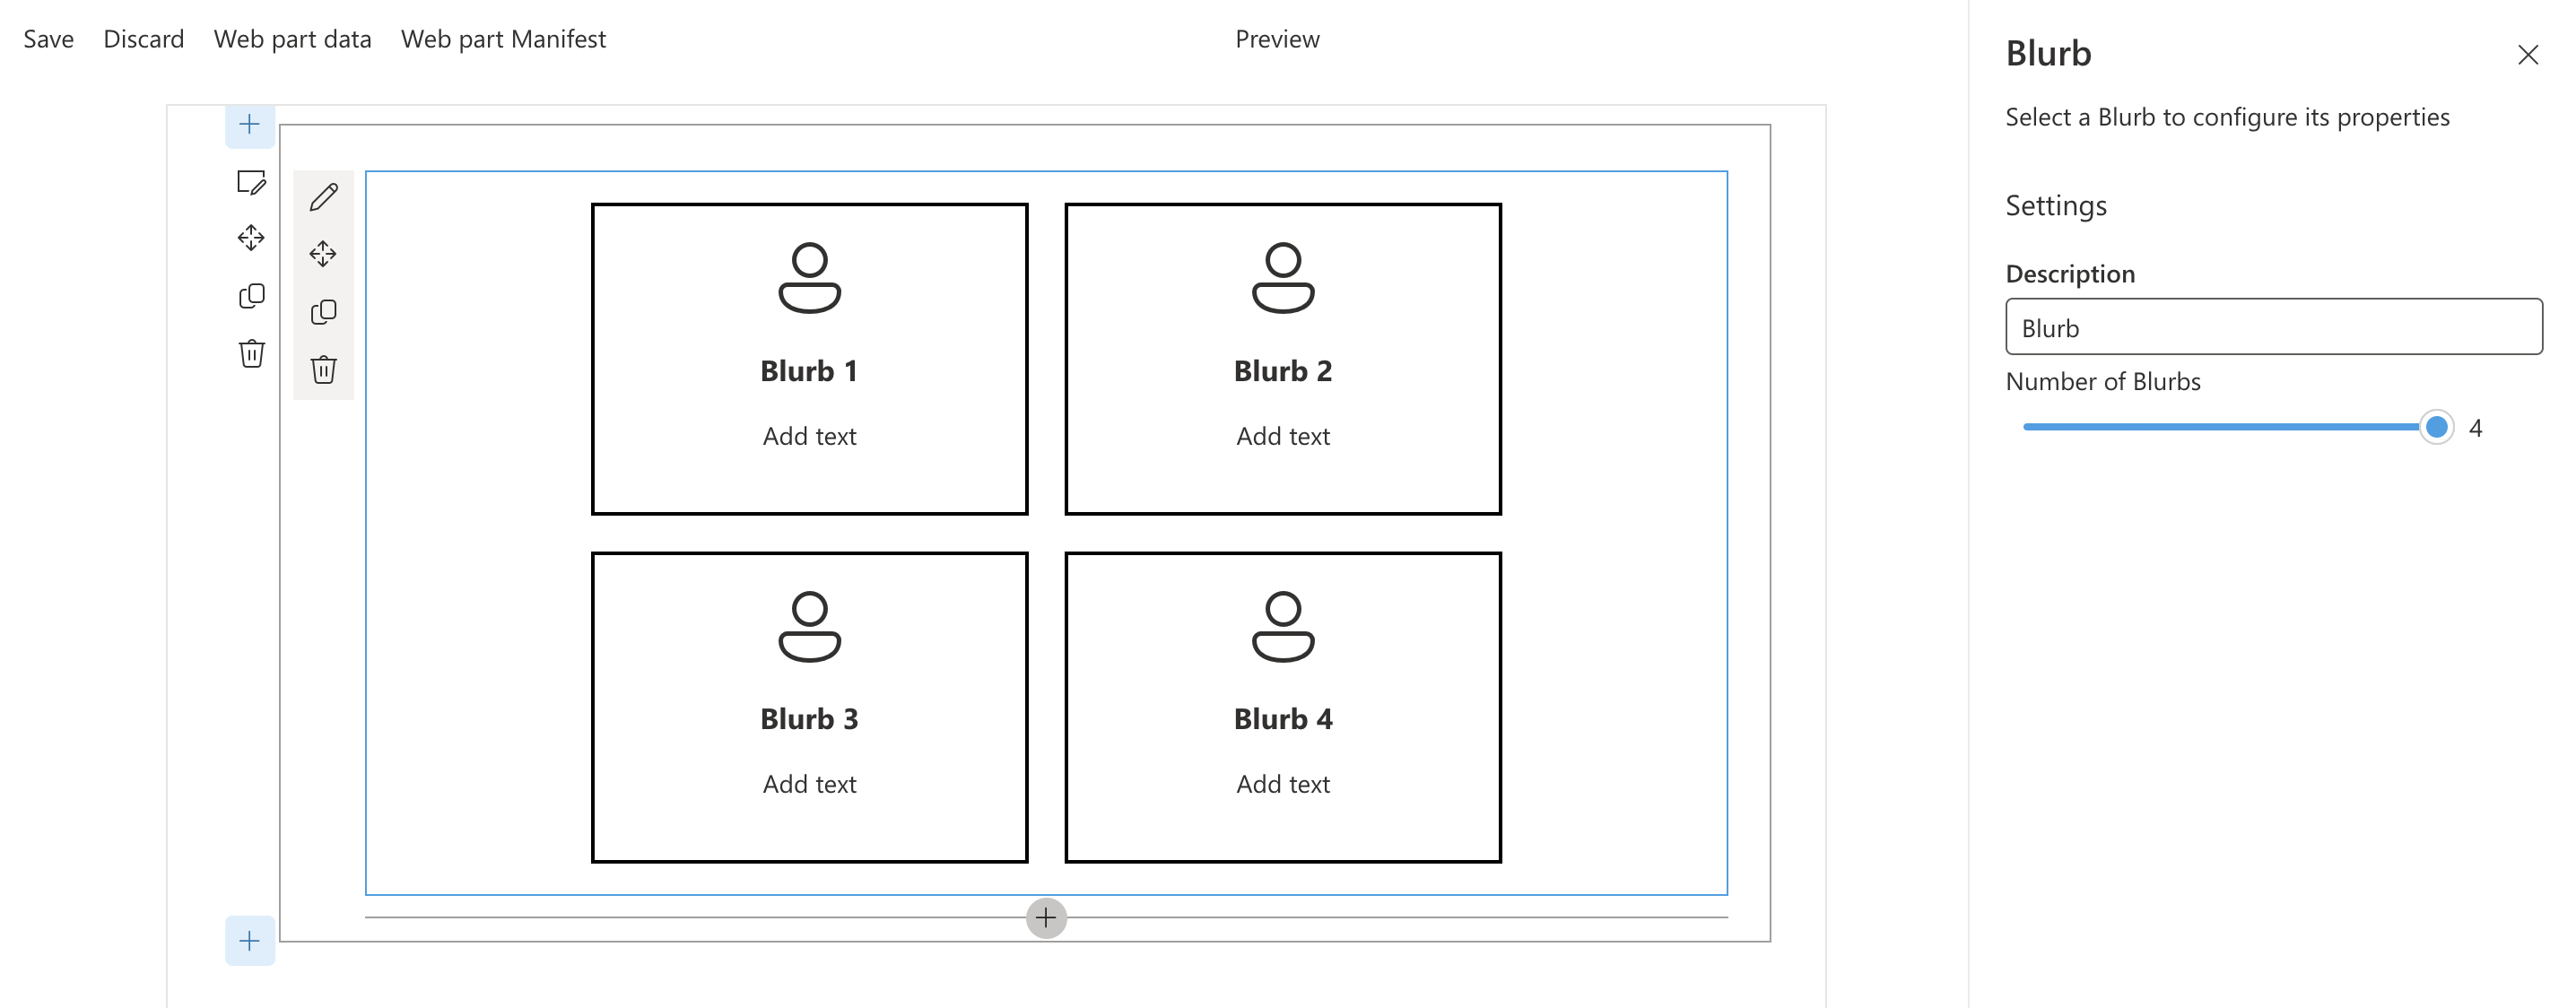 Save Discard Web part data Web part Manifest Preview
Blurb 1
Add text
Blurb 2
Add text
Blurb 3
Add text
Blurb 4
Add text
Blurb
Select a Blurb to configure its properties
Settings
Description
Blurb
Number of Blurbs
4